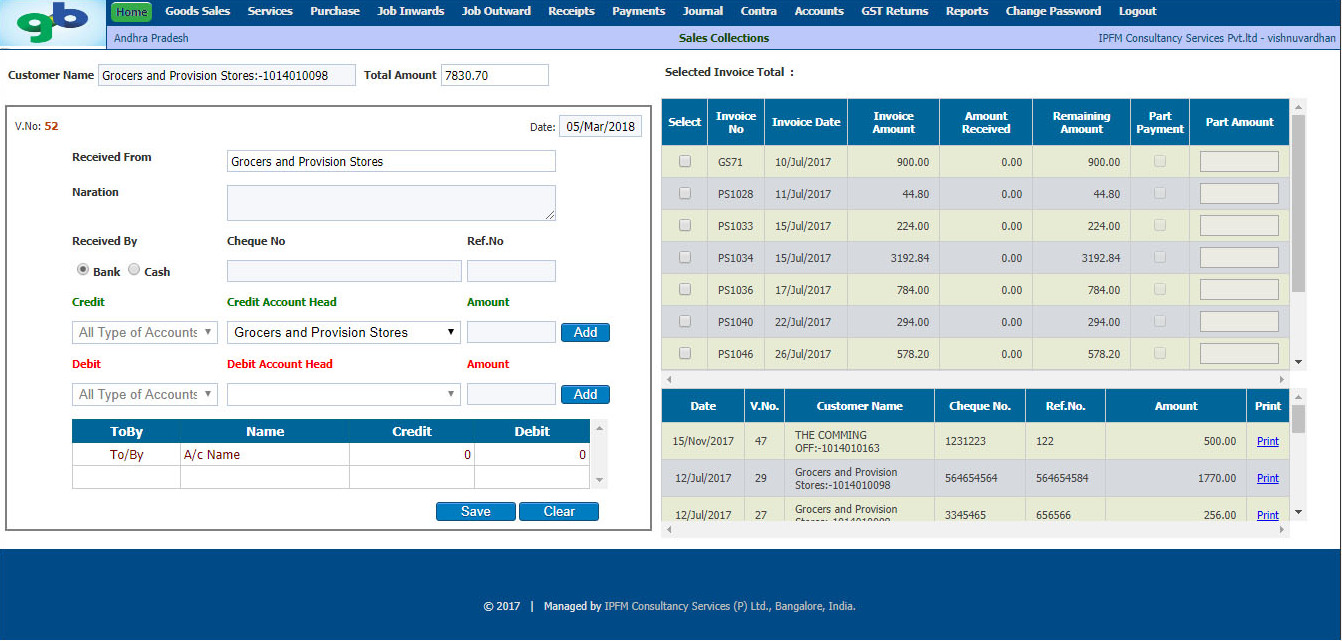 gb
Home Goods Sales Services Purchase Job Inwards Job Outward Receipts Payments Journal Contra Accounts GST Returns Reports Change Password Logout
Andhra Pradesh Sales Collections IPFM Consultancy Services Pvt.ltd - vishnuvardhan
Customer Name Grocers and Provision Stores:-1014010098 Total Amount 7830.70
V.No: 52 Date: 05/Mar/2018
Received From Grocers and Provision Stores
Naration
Received By Cheque No Ref.No
Bank Cash
Credit Credit Account Head Amount
All Type of Accounts Grocers and Provision Stores Add
Debit Debit Account Head Amount
All Type of Accounts Add
ToBy Name Credit Debit
To/By A/c Name 0 0
Save Clear
Selected Invoice Total :
Select Invoice No Invoice Date Invoice Amount Amount Received Remaining Amount Part Payment Part Amount
GS71 10/Jul/2017 900.00 0.00 900.00
PS1028 11/Jul/2017 44.80 0.00 44.80
PS1033 15/Jul/2017 224.00 0.00 224.00
PS1034 15/Jul/2017 3192.84 0.00 3192.84
PS1036 17/Jul/2017 784.00 0.00 784.00
PS1040 22/Jul/2017 294.00 0.00 294.00
PS1046 26/Jul/2017 578.20 0.00 578.20
Date V.No. Customer Name Cheque No. Ref.No. Amount Print
15/Nov/2017 47 THE COMMING OFF:-1014010163 1231223 122 500.00 Print
12/Jul/2017 29 Grocers and Provision Stores:-1014010098 564654564 564654584 1770.00 Print
12/Jul/2017 27 Grocers and Provision Stores:-1014010098 3345465 656566 256.00 Print
© 2017 | Managed by IPFM Consultancy Services (P) Ltd., Bangalore, India.